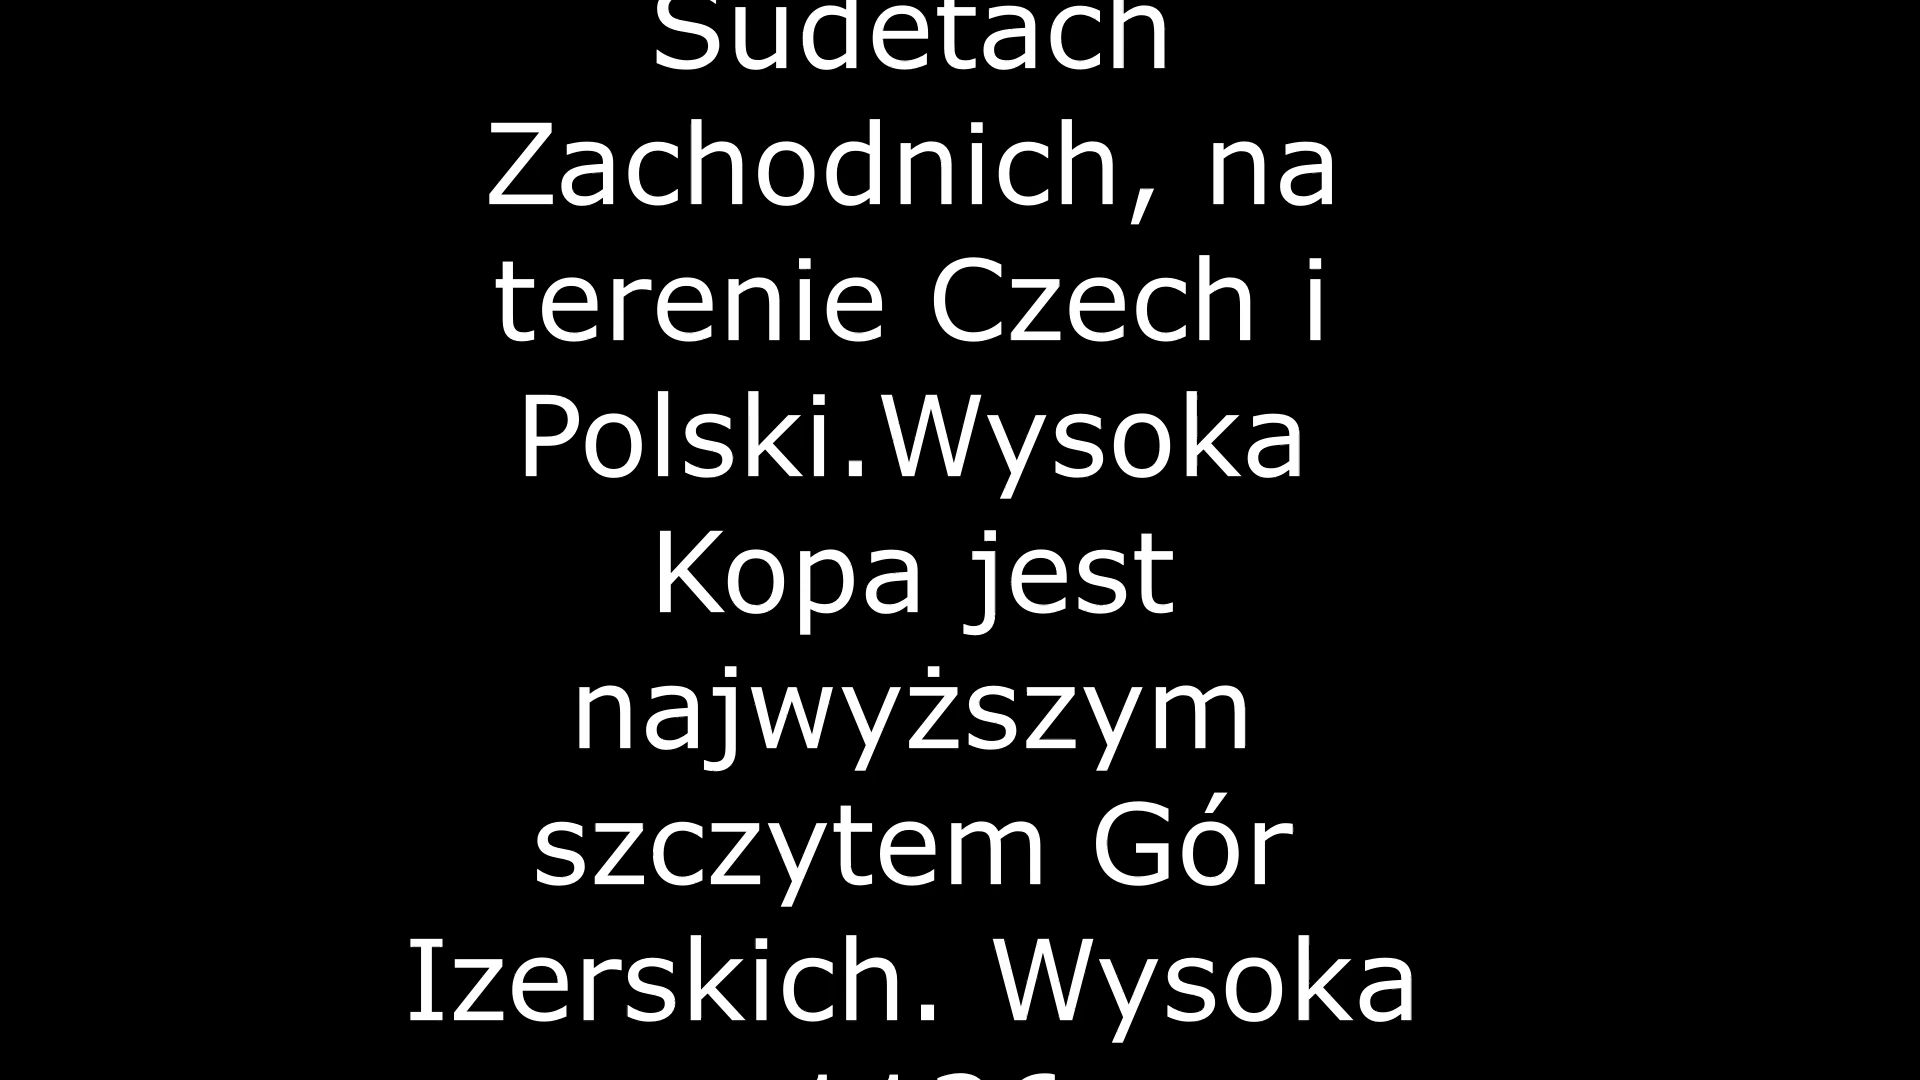 Sudetach
Zachodnich, na
terenie Czech i
Polski.Wysoka
Kopa jest
najwyższym
szczytem Gór
Izerskich. Wysoka